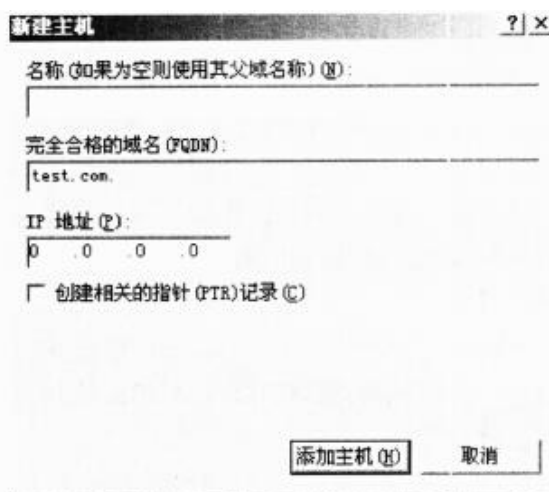 新建主机
? ×
名称(如果为空则使用其父域名称)(N):
完全合格的域名(FQDN):
test.com.
IP 地址(P):
0 .0 .0 .0
创建相关的指针(PTR)记录(C)
添加主机(H)
取消